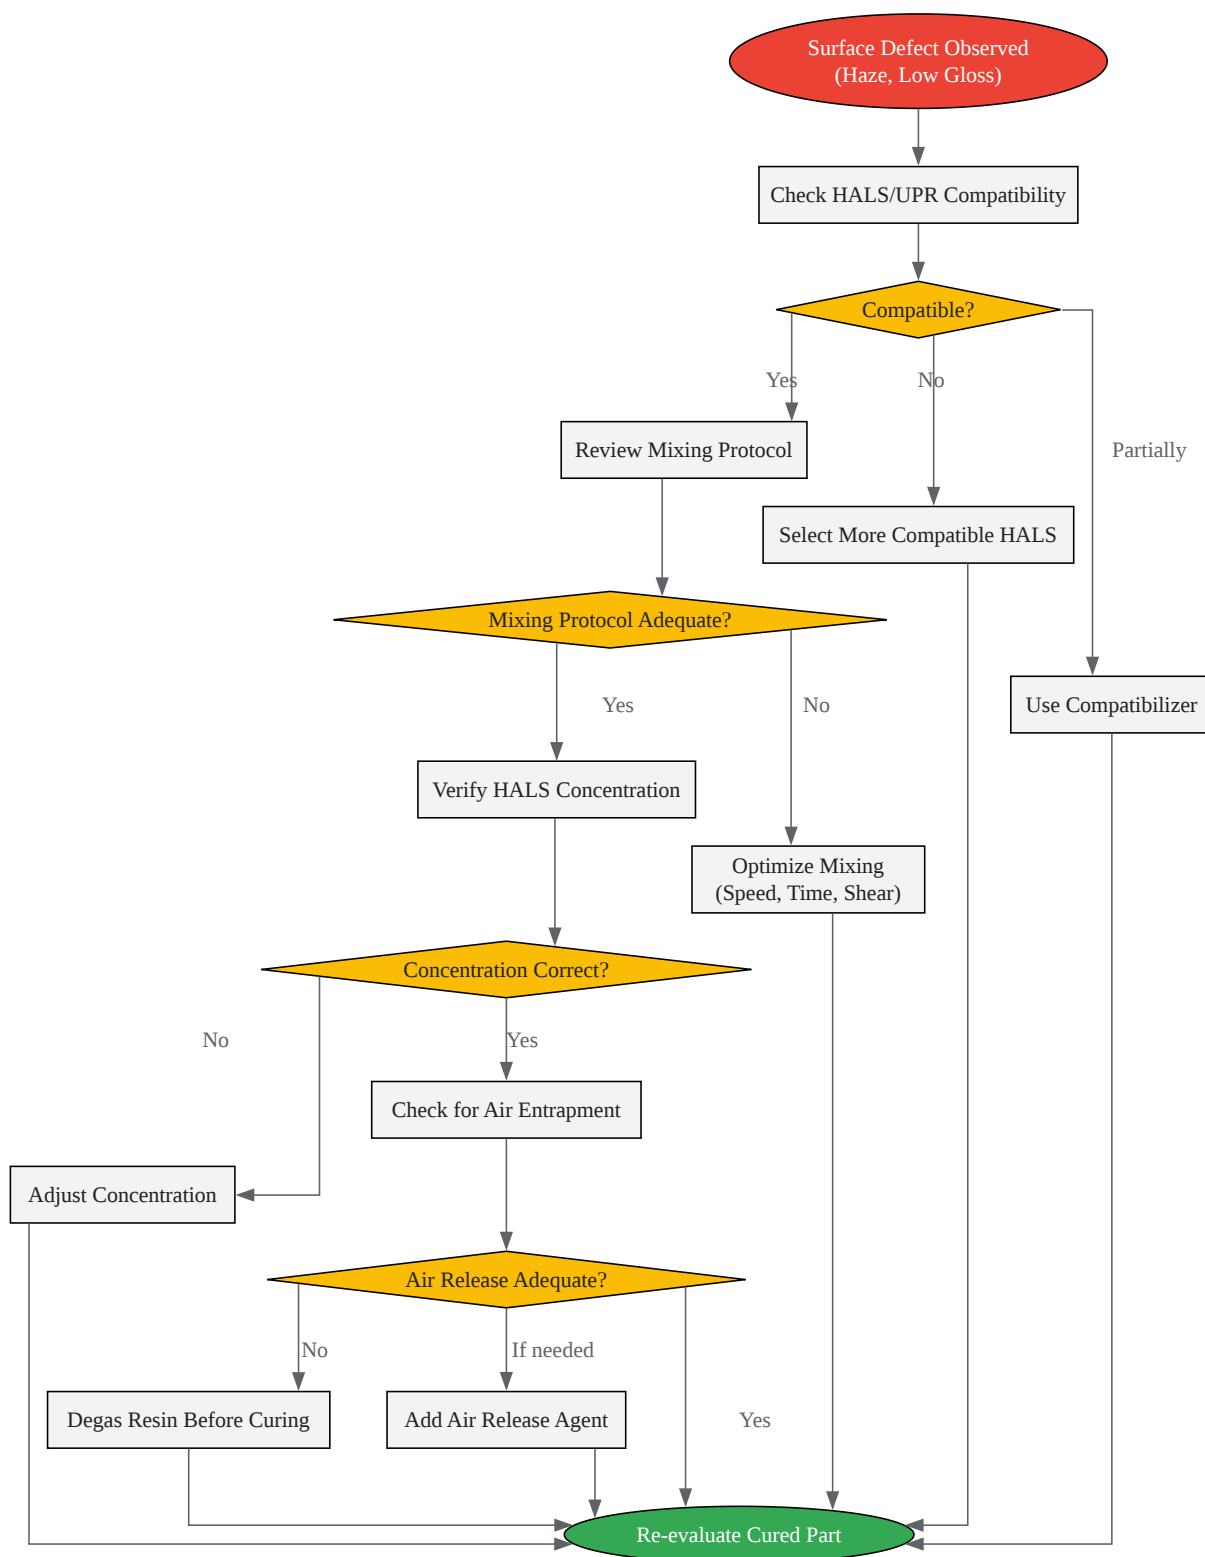 Surface Defect Observed
(Haze, Low Gloss)
Check HALS/UPR Compatibility
Compatible?
Yes
No
Partially
Review Mixing Protocol
Select More Compatible HALS
Mixing Protocol Adequate?
Yes
No
Use Compatibilizer
Verify HALS Concentration
Optimize Mixing
(Speed, Time, Shear)
Concentration Correct?
No
Yes
Check for Air Entrapment
Adjust Concentration
Air Release Adequate?
No
If needed
Yes
Degas Resin Before Curing
Add Air Release Agent
Re-evaluate Cured Part